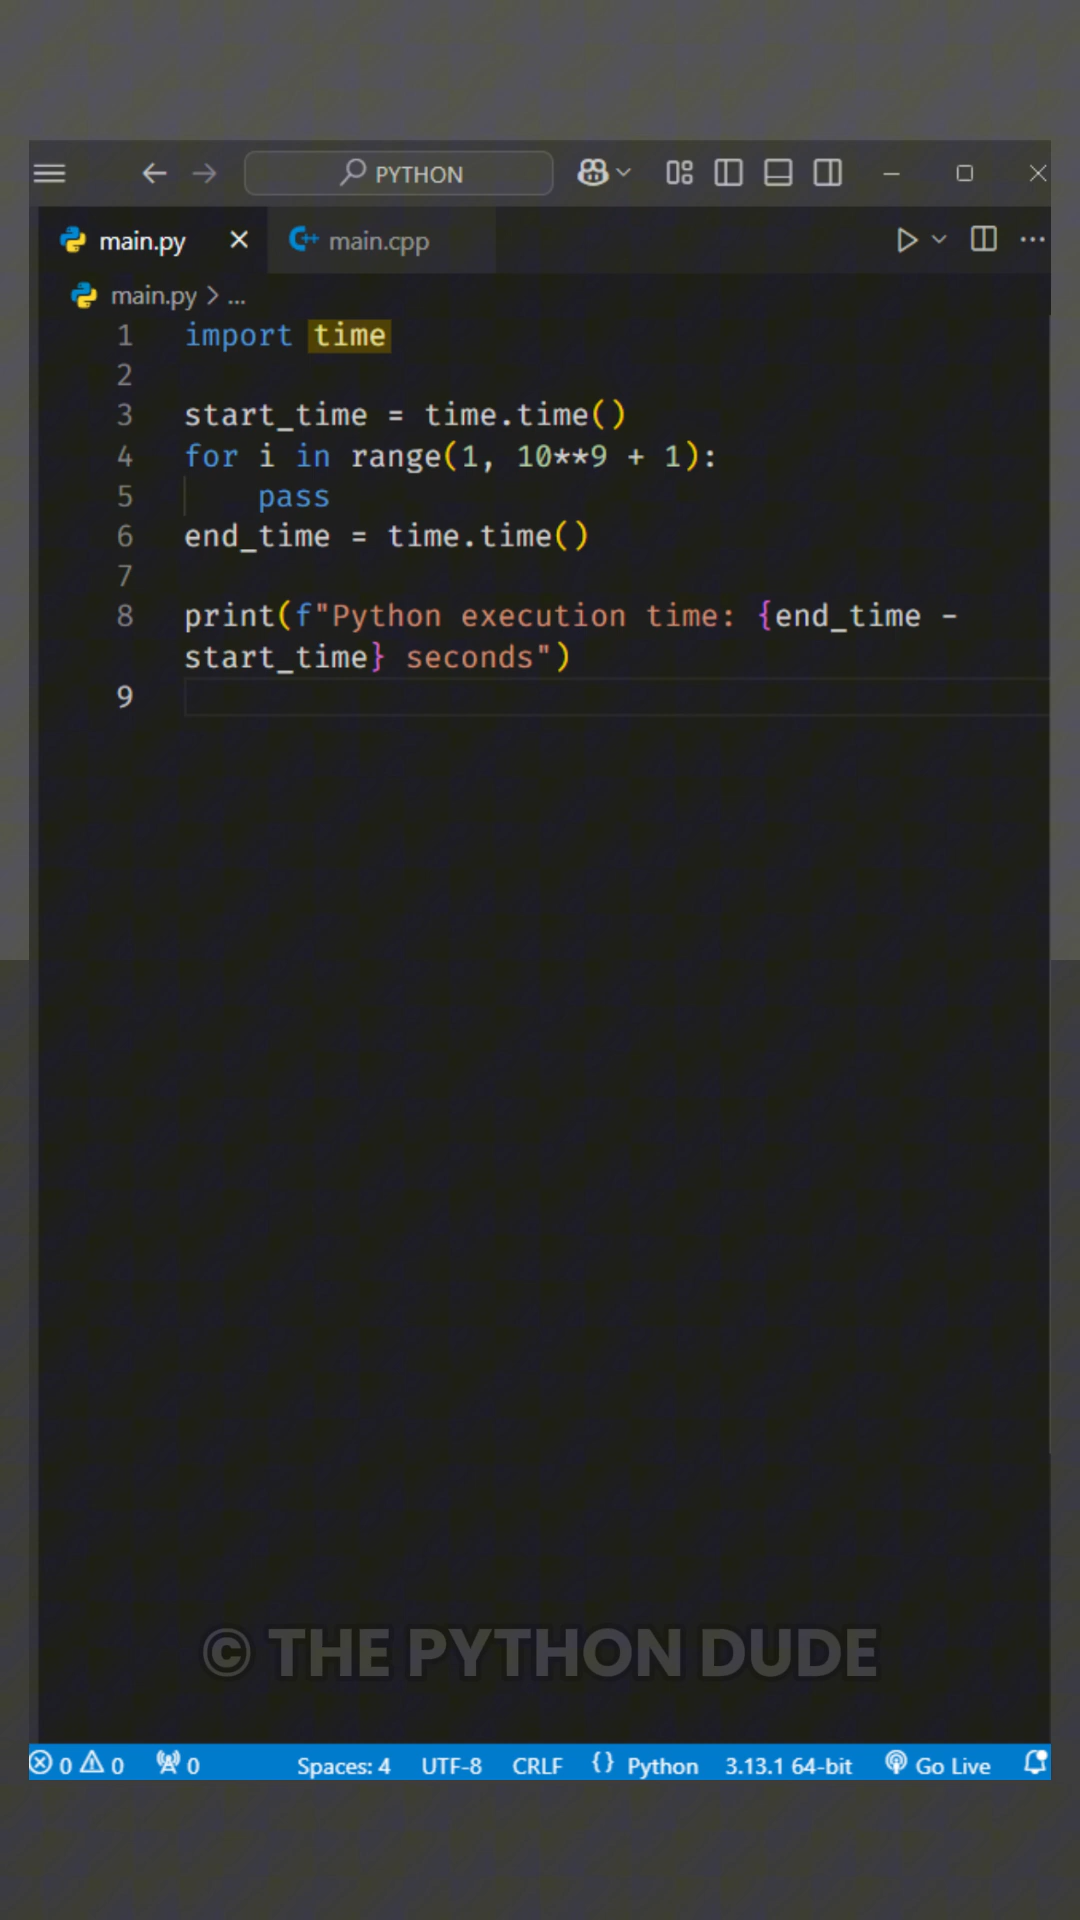 PYTHON
main.py
main.cpp
main.py > ...
1 import time
2
3 start_time = time.time()
4 for i in range(1, 10**9 + 1):
5     pass
6 end_time = time.time()
7
8 print(f"Python execution time: {end_time -
start_time} seconds")
9
© THE PYTHON DUDE
0 0 0 Spaces: 4 UTF-8 CRLF {} Python 3.13.1 64-bit Go Live